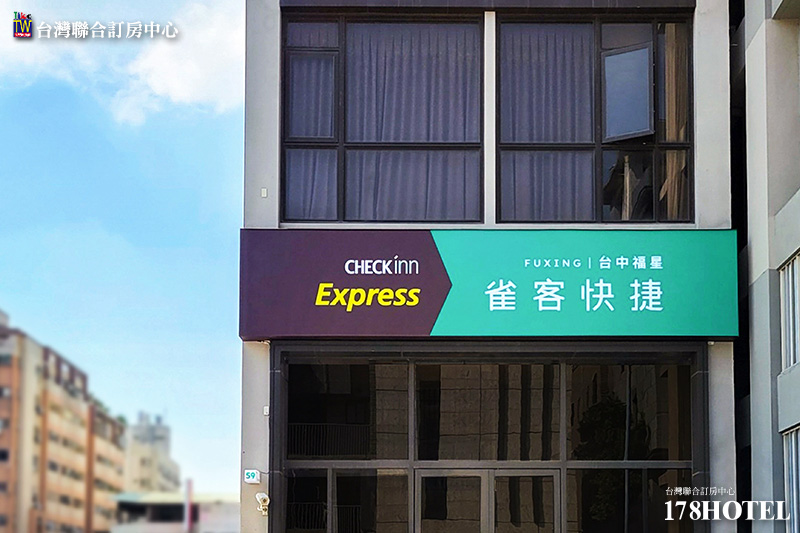 TW
台灣聯合訂房中心
CHECK inn
Express
FUXING | 台中福星
雀客快捷
59
台灣聯合訂房中心
178HOTEL